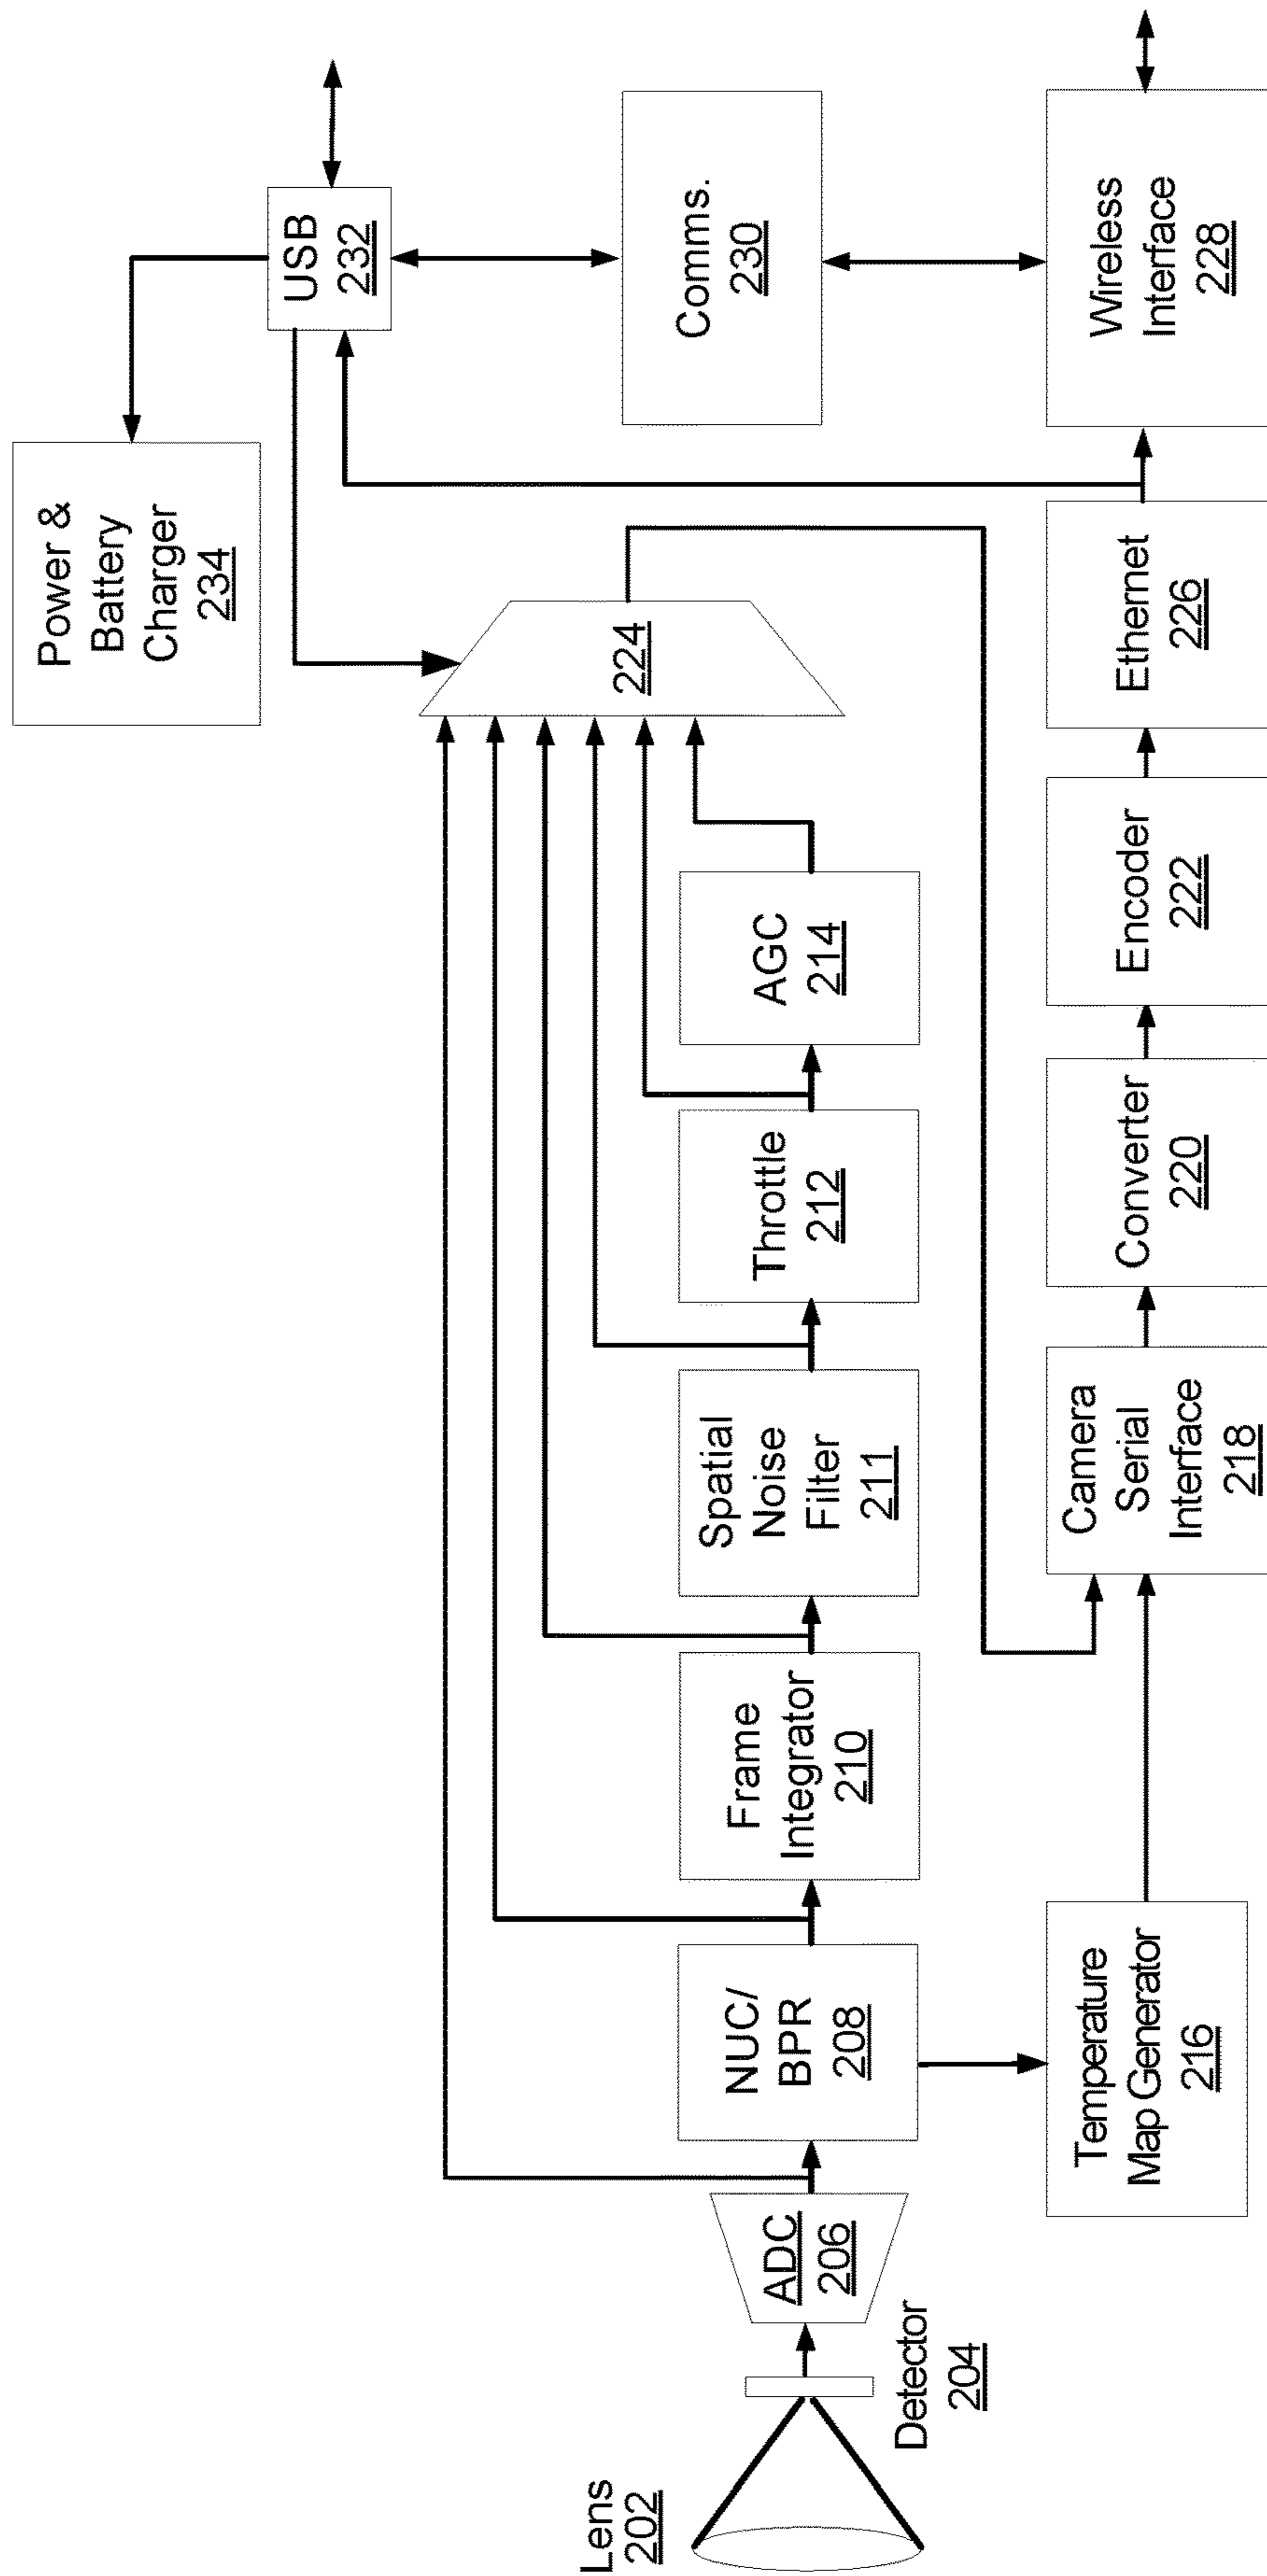 Power &
Battery
Charger
234
USB
232
224
Comms.
230
Lens
202
Detector
204
ADC
206
NUC/
BPR
208
Frame
Integrator
210
Spatial
Noise
Filter
211
Throttle
212
AGC
214
Temperature
Map Generator
216
Camera
Serial
Interface
218
Converter
220
Encoder
222
Ethernet
226
Wireless
Interface
228